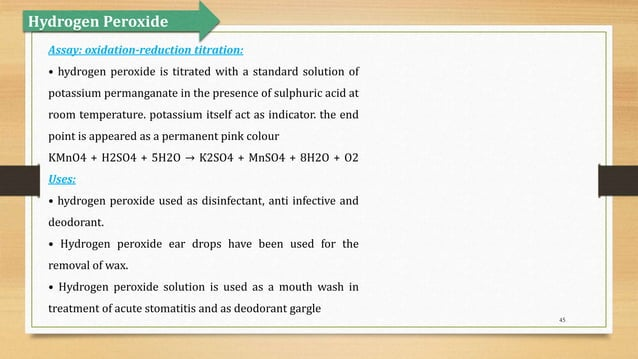 Hydrogen Peroxide
Assay: oxidation-reduction titration:
• hydrogen peroxide is titrated with a standard solution of
potassium permanganate in the presence of sulphuric acid at
room temperature. potassium itself act as indicator. the end
point is appeared as a permanent pink colour
KMnO4 + H2SO4 + 5H2O → K2SO4 + MnSO4 + 8H2O + O2
Uses:
• hydrogen peroxide used as disinfectant, anti infective and
deodorant.
• Hydrogen peroxide ear drops have been used for the
removal of wax.
• Hydrogen peroxide solution is used as a mouth wash in
treatment of acute stomatitis and as deodorant gargle
45